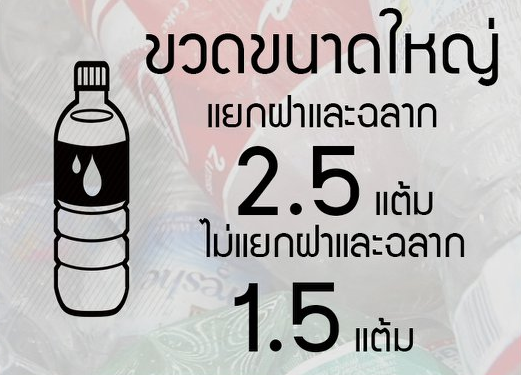 ขวดขนาดใหญ่
แยกฝาและฉลาก
2.5 แต้ม
ไม่แยกฝาและฉลาก
1.5 แต้ม